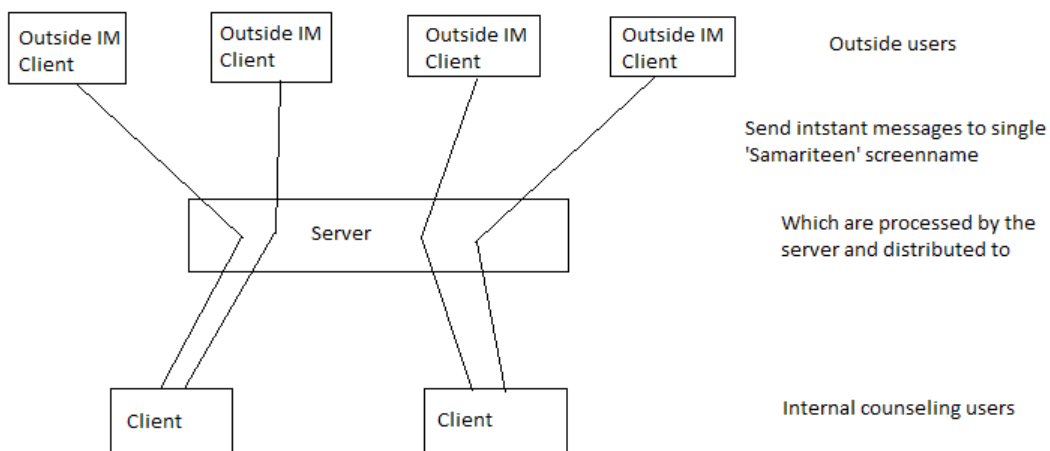 Outside IM
Client
Outside IM
Client
Outside IM
Client
Outside IM
Client
Outside users
Send intstant messages to single
'Samariteen' screenname
Server
Which are processed by the
server and distributed to
Client
Client
Internal counseling users